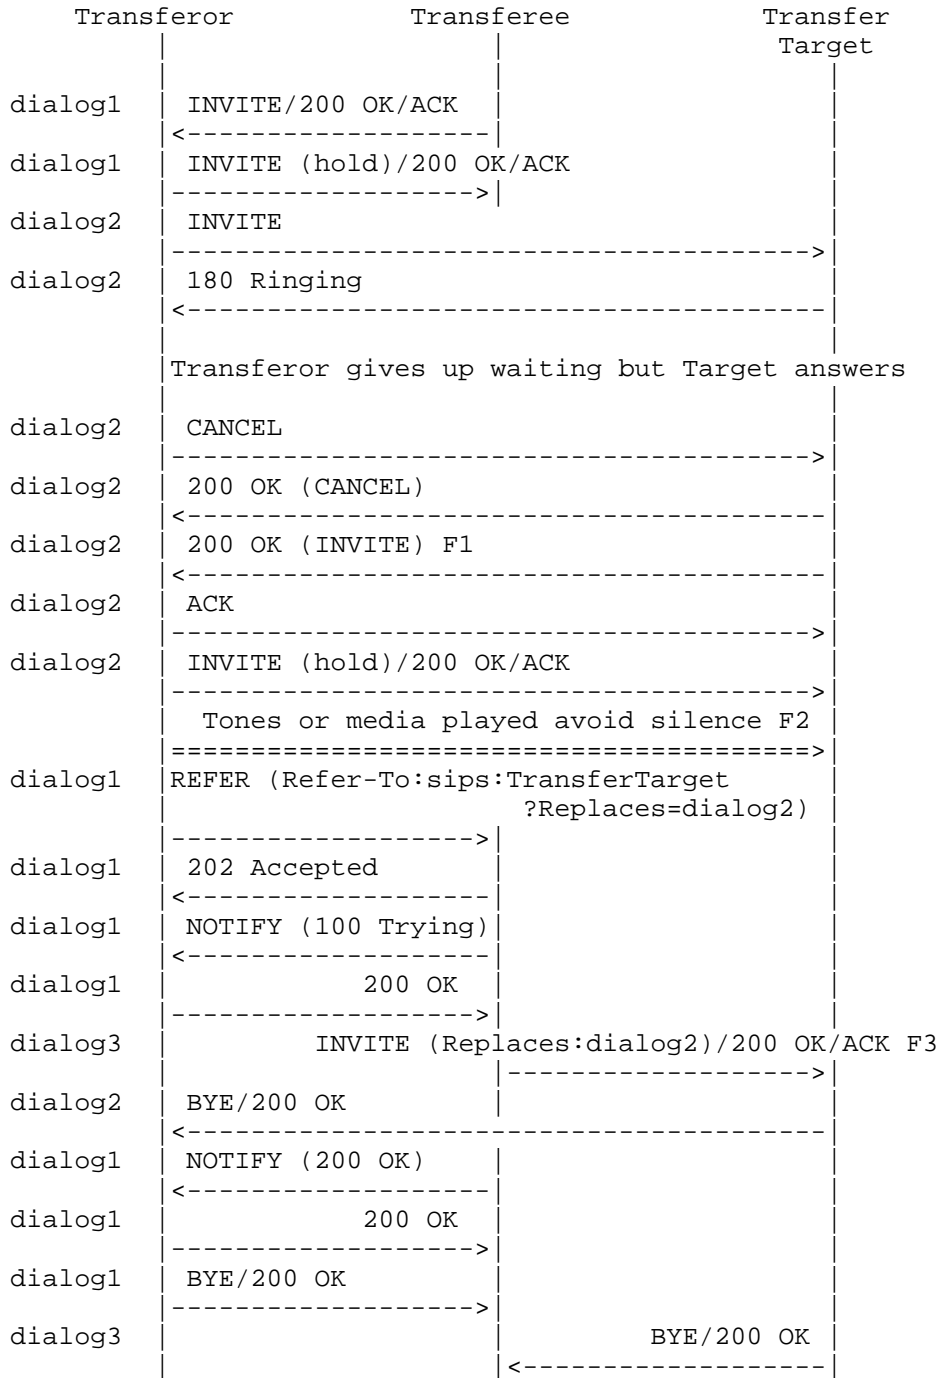 Transferor Transferee Transfer
Target
dialog1 INVITE/200 OK/ACK
dialog1 INVITE (hold)/200 OK/ACK
dialog2 INVITE
dialog2 180 Ringing
Transferor gives up waiting but Target answers
dialog2 CANCEL
dialog2 200 OK (CANCEL)
dialog2 200 OK (INVITE) F1
dialog2 ACK
dialog2 INVITE (hold)/200 OK/ACK
Tones or media played avoid silence F2
dialog1 REFER (Refer-To:sips:TransferTarget
?Replaces=dialog2)
dialog1 202 Accepted
dialog1 NOTIFY (100 Trying)
dialog1 200 OK
dialog3 INVITE (Replaces:dialog2)/200 OK/ACK F3
dialog2 BYE/200 OK
dialog1 NOTIFY (200 OK)
dialog1 200 OK
dialog1 BYE/200 OK
dialog3 BYE/200 OK